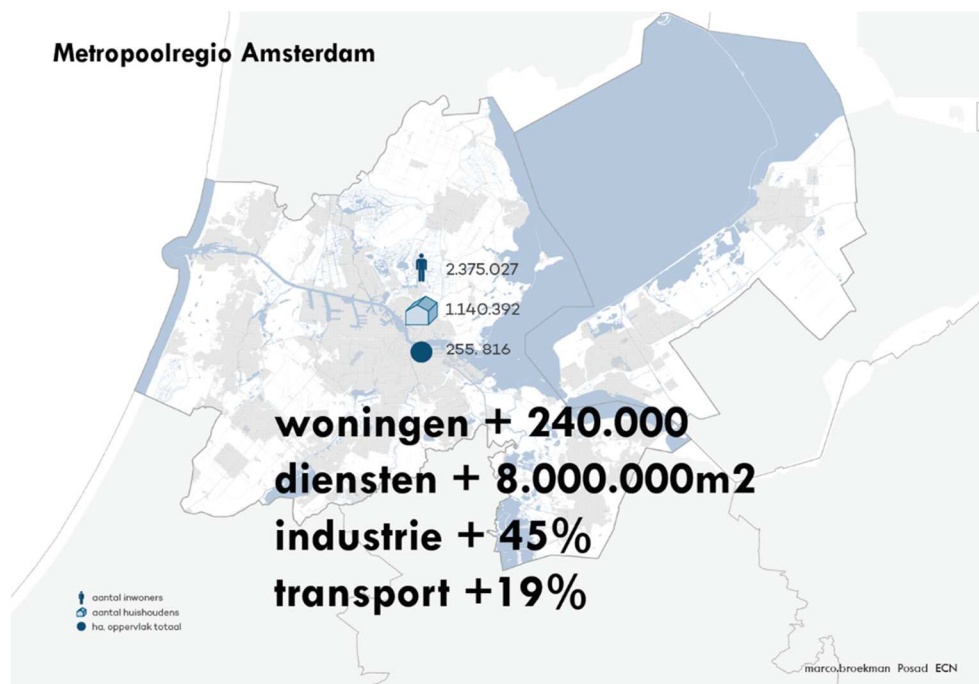 Metropoolregio Amsterdam
2.375.027
1.140.392
255. 816
woningen + 240.000
diensten + 8.000.000m2
industrie + 45%
transport +19%
aantal inwoners
aantal huishoudens
ha, oppervlak totaal
marco.broekman Posad ECN